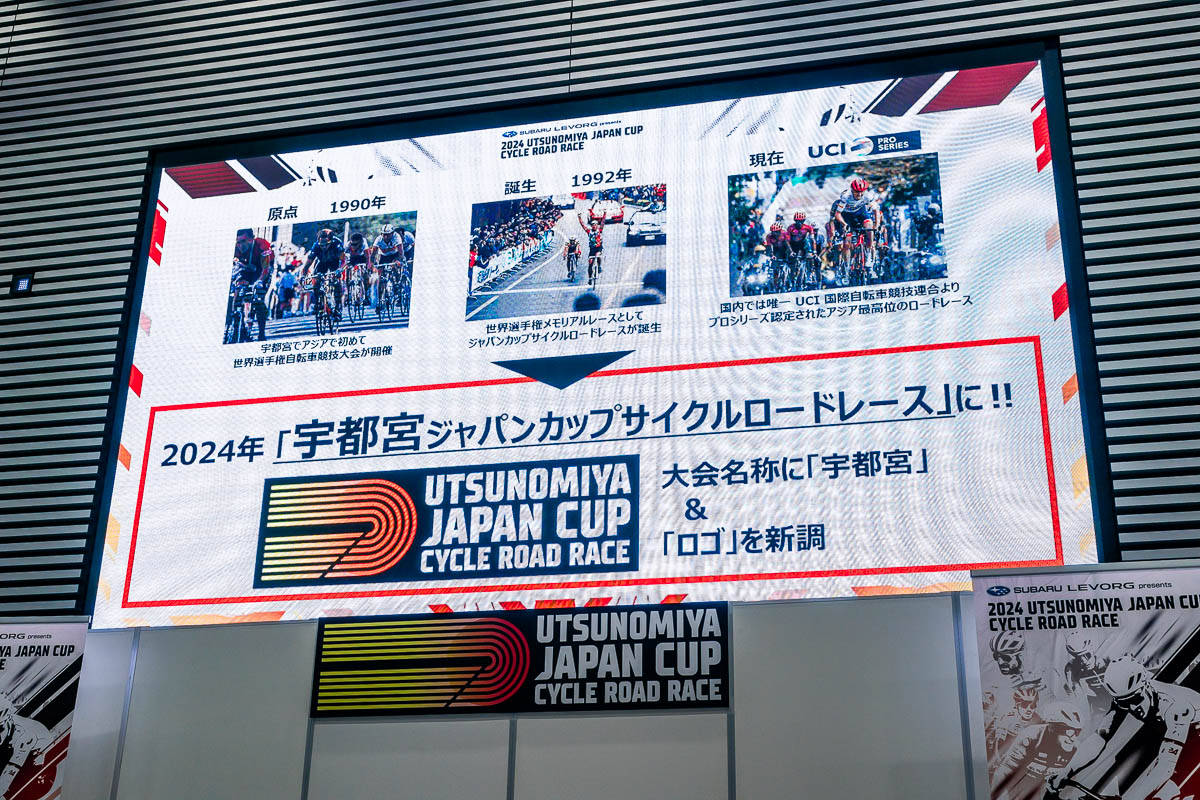 SUBARU LEVORG presents
2024 UTSUNOMIYA JAPAN CUP
CYCLE ROAD RACE
原点 1990年
誕生 1992年
現在 UCI PRO SERIES
宇都宮でアジアで初めて
世界選手権自転車競技大会が開催
世界選手権メモリアルレースとして
ジャパンカップサイクルロードレースが誕生
国内では唯一 UCI 国際自転車競技連合より
プロシリーズ認定されたアジア最高位のロードレース
2024年「宇都宮ジャパンカップサイクルロードレース」に!!
UTSUNOMIYA
JAPAN CUP
CYCLE ROAD RACE
大会名称に「宇都宮」
&
「ロゴ」を新調
UTSUNOMIYA
JAPAN CUP
CYCLE ROAD RACE
ORG presents
YA JAPAN CUP
E
SUBARU LEVORG presents
2024 UTSUNOMIYA JAPAN CU
CYCLE ROAD RACE